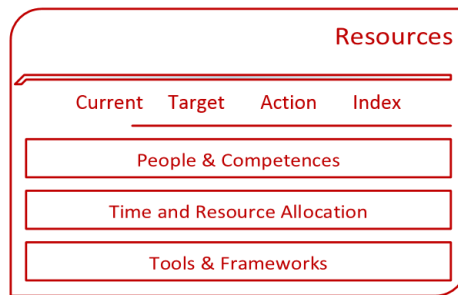 Resources
Current Target Action Index
People & Competences
Time and Resource Allocation
Tools & Frameworks